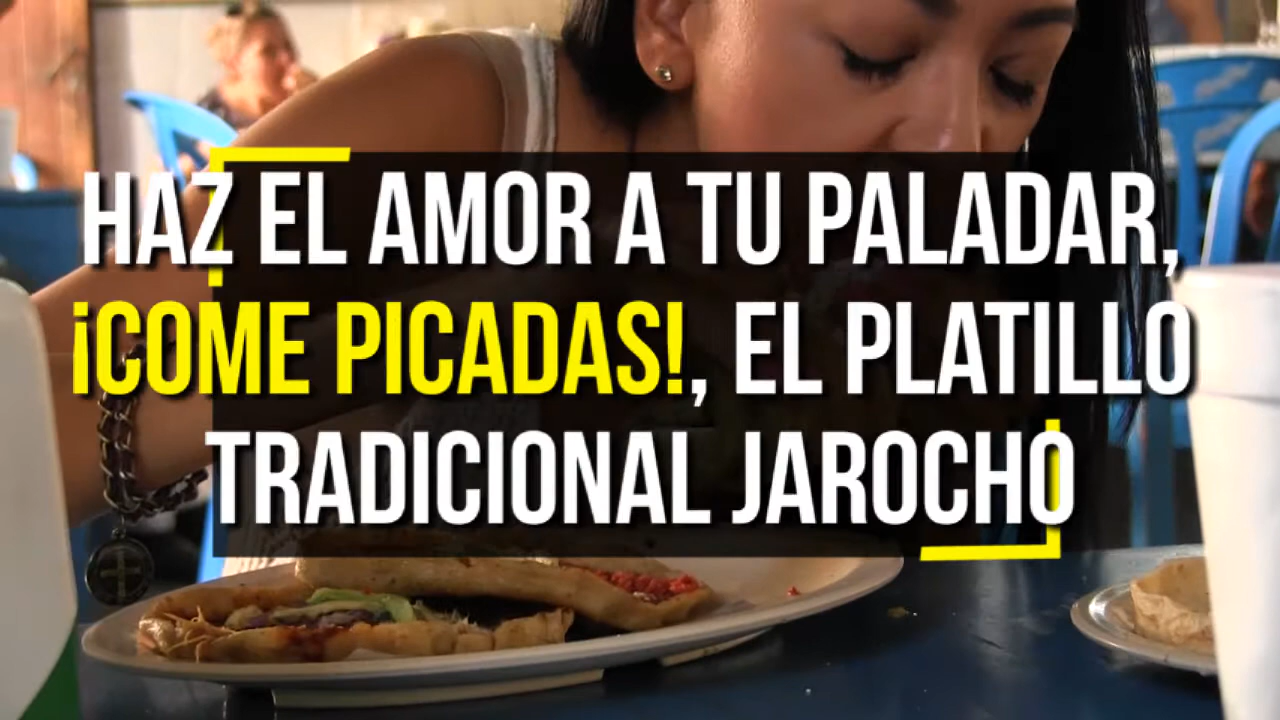 HAZ EL AMOR A TU PALADAR,
¡COME PICADAS!, EL PLATILLO
TRADICIONAL JAROCHO